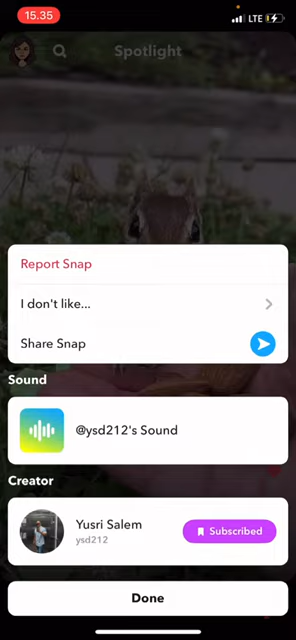 15.35
LTE
Spotlight
Report Snap
I don't like...
Share Snap
Sound
@ysd212's Sound
Creator
Yusri Salem
ysd212
Subscribed
Done